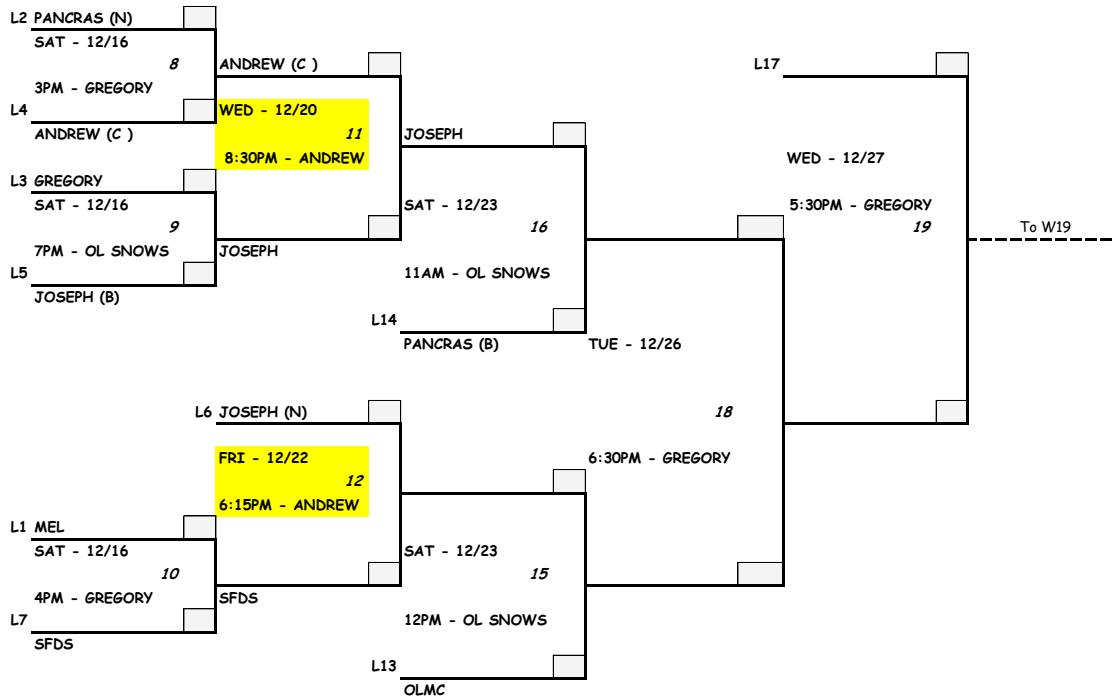 L2 PANCRAS (N)
SAT - 12/16
8
3PM - GREGORY
L4
ANDREW (C )
L3 GREGORY
SAT - 12/16
9
7PM - OL SNOWS
L5
JOSEPH (B)
ANDREW (C )
WED - 12/20
11
8:30PM - ANDREW
JOSEPH
JOSEPH
SAT - 12/23
16
11AM - OL SNOWS
L14
PANCRAS (B)
L17
WED - 12/27
5:30PM - GREGORY
19
To W19
TUE - 12/26
18
6:30PM - GREGORY
L6 JOSEPH (N)
FRI - 12/22
12
6:15PM - ANDREW
L1 MEL
SAT - 12/16
10
4PM - GREGORY
L7
SFDS
SFDS
SAT - 12/23
15
12PM - OL SNOWS
L13
OLMC